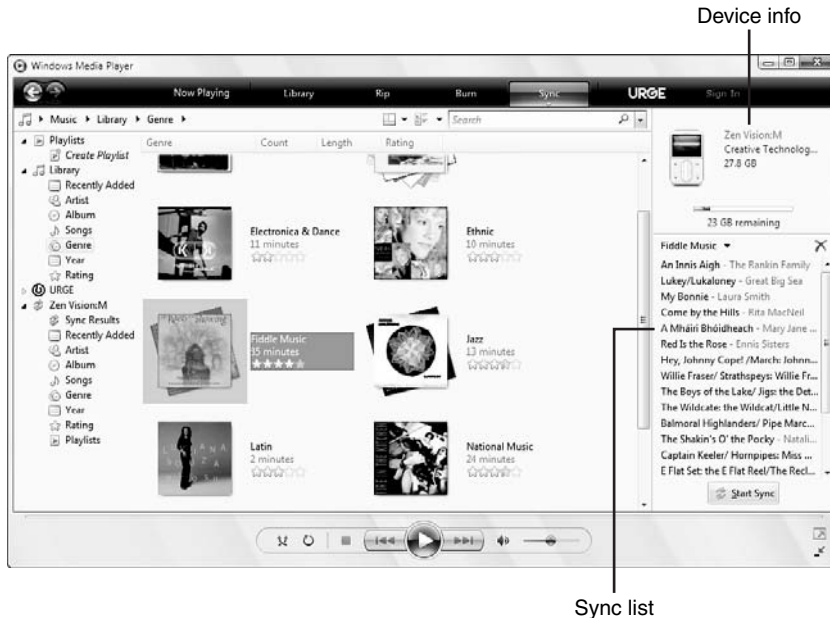 Device info
Windows Media Player
Now Playing Library Rip Burn Sync URGE Sign In
Music Library Genre Search
Playlists
Create Playlist
Library
Recently Added
Artist
Album
Songs
Genre
Year
Rating
URGE
Zen Vision:M
Sync Results
Recently Added
Artist
Album
Songs
Genre
Year
Rating
Playlists
Genre Count Length Rating
Electronica & Dance
11 minutes
Ethnic
10 minutes
Fiddle Music
35 minutes
Jazz
13 minutes
Latin
2 minutes
National Music
24 minutes
Zen Vision:M
Creative Technolog...
27.8 GB
23 GB remaining
Fiddle Music
An Innis Aigh - The Rankin Family
Lukey/Lukaloney - Great Big Sea
My Bonnie - Laura Smith
Come by the Hills - Rita MacNeil
A Mhàiri Bhóidheach - Mary Jane ...
Red Is the Rose - Ennis Sisters
Hey, Johnny Cope! /March: Johnn...
Willie Fraser/ Strathspeys: Willie Fr...
The Boys of the Lake/ Jigs: the Det...
The Wildcate: the Wildcat/Little N...
Balmoral Highlanders/ Pipe Marc...
The Shakin's O' the Pocky - Natali...
Captain Keeler/ Hornpipes: Miss ...
E Flat Set: the E Flat Reel/The Recl...
Start Sync
Sync list